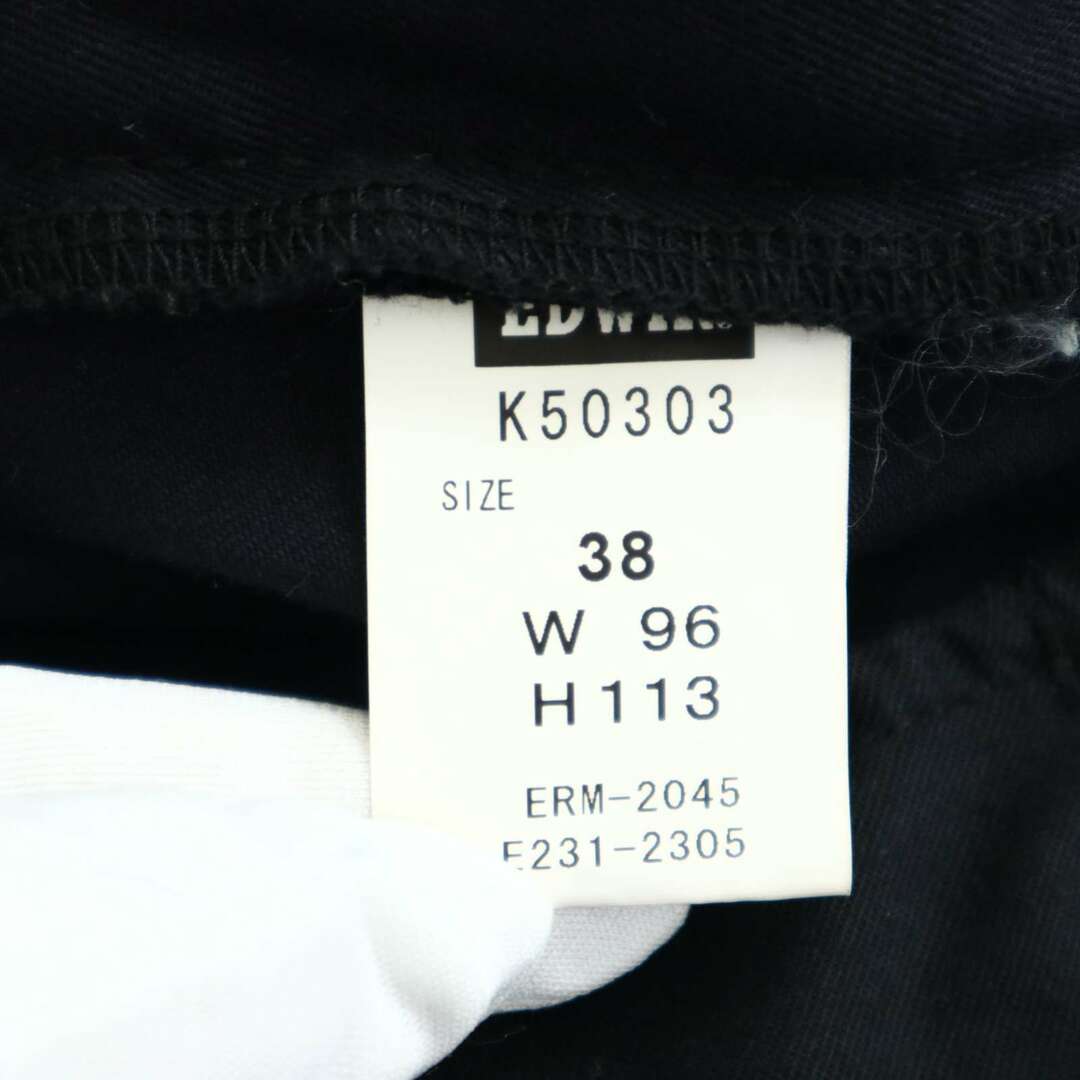 EDWIN
K50303
SIZE
38
W 96
H113
ERM-2045
E231-2305